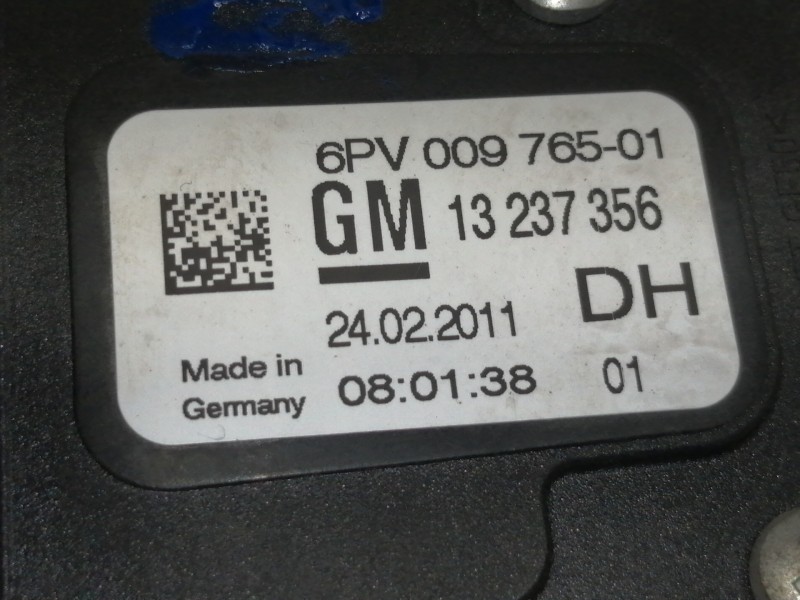 6PV 009 765-01
GM 13 237 356
DH
24.02.2011
Made in
Germany
08:01:38
01